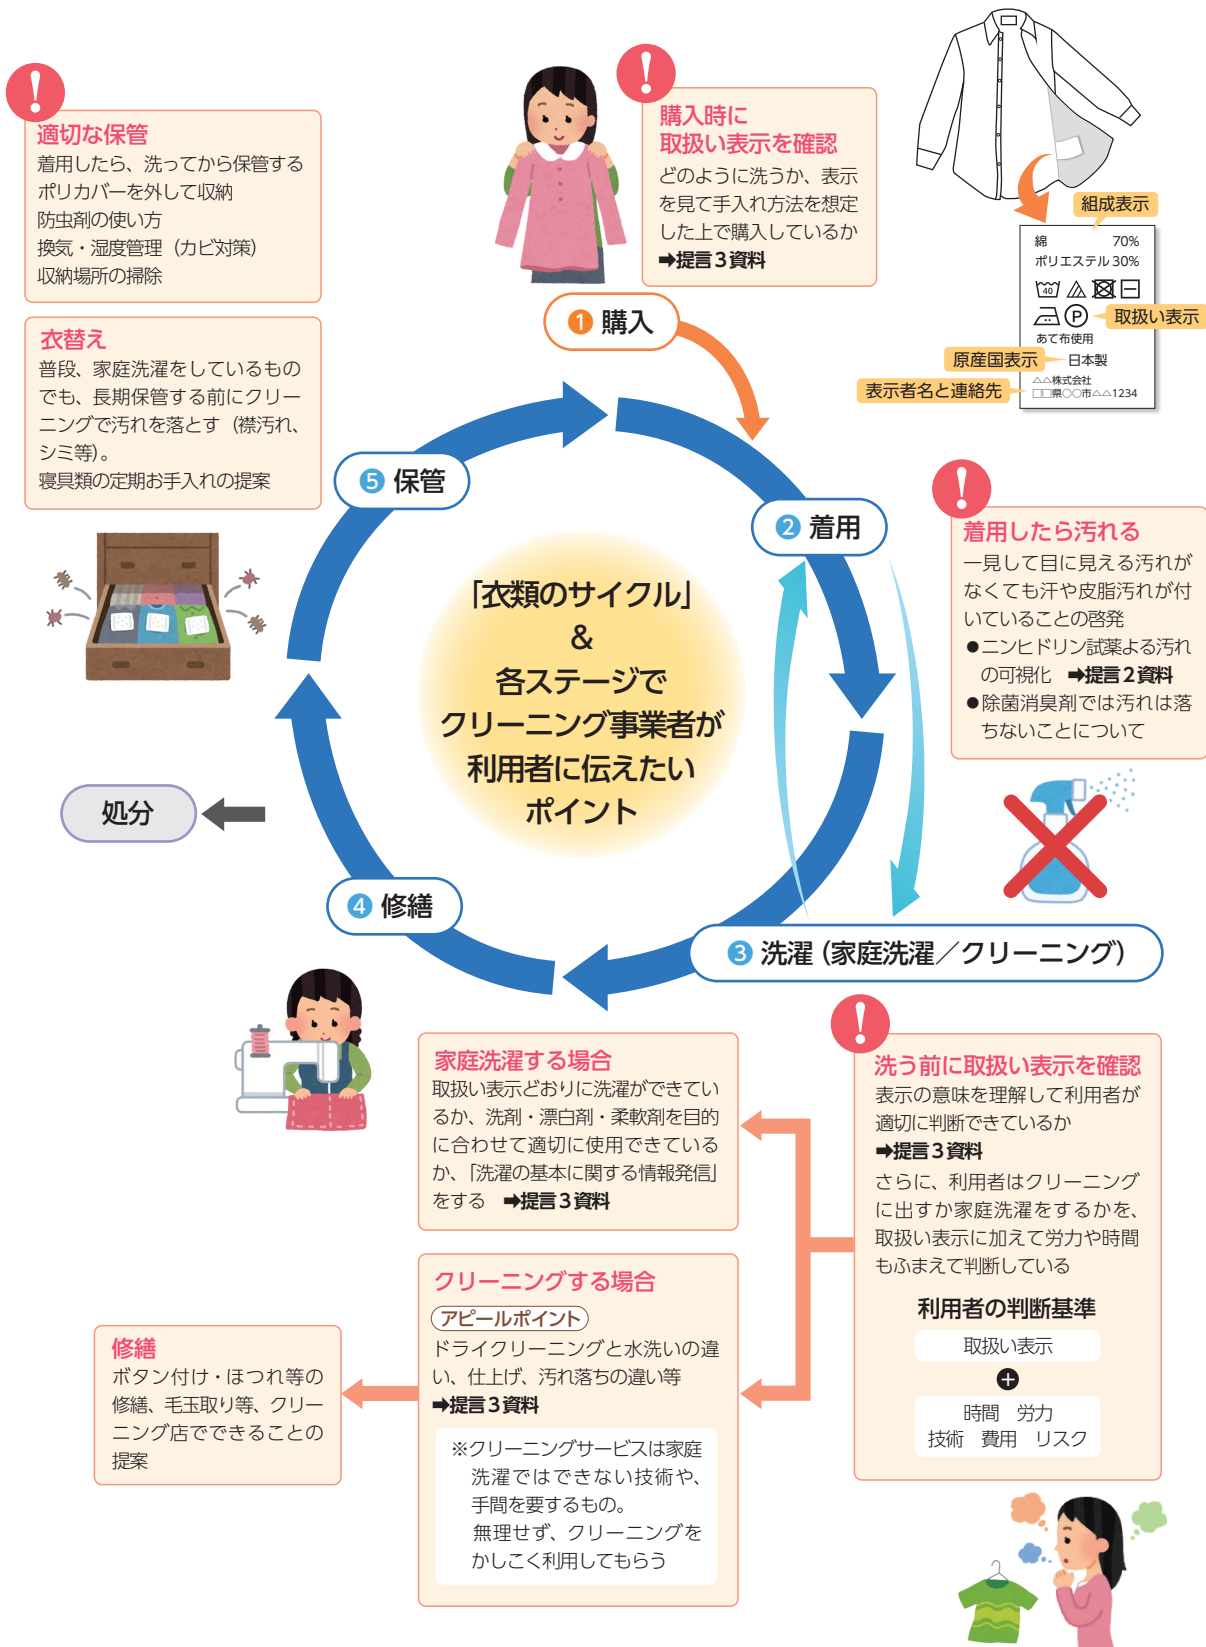 適切な保管
着用したら、洗ってから保管する
ポリカバーを外して収納
防虫剤の使い方
換気・湿度管理（カビ対策）
収納場所の掃除
衣替え
普段、家庭洗濯をしているもの
でも、長期保管する前にクリー
ニングで汚れを落とす（襟汚れ、
シミ等）。
寝具類の定期お手入れの提案
購入時に
取扱い表示を確認
どのように洗うか、表示
を見て手入れ方法を想定
した上で購入しているか
➡提言３資料
組成表示
綿 70%
ポリエステル 30%
40
P
取扱い表示
あて布使用
原産国表示
日本製
表示者名と連絡先
△△株式会社
□□県○○市△△1234
❶ 購入
❷ 着用
❺ 保管
「衣類のサイクル」
&
各ステージで
クリーニング事業者が
利用者に伝えたい
ポイント
着用したら汚れる
一見して目に見える汚れが
なくても汗や皮脂汚れが付
いていることの啓発
●ニンヒドリン試薬よる汚れ
の可視化 ➡提言２資料
●除菌消臭剤では汚れは落
ちないことについて
処分
❹ 修繕
❸ 洗濯（家庭洗濯／クリーニング）
家庭洗濯する場合
取扱い表示どおりに洗濯ができてい
るか、洗剤・漂白剤・柔軟剤を目的
に合わせて適切に使用できている
か、「洗濯の基本に関する情報発信」
をする ➡提言３資料
洗う前に取扱い表示を確認
表示の意味を理解して利用者が
適切に判断できているか
➡提言３資料
さらに、利用者はクリーニング
に出すか家庭洗濯をするかを、
取扱い表示に加えて労力や時間
もふまえて判断している
利用者の判断基準
取扱い表示
+
時間 労力
技術 費用 リスク
クリーニングする場合
アピールポイント
ドライクリーニングと水洗いの違
い、仕上げ、汚れ落ちの違い等
➡提言３資料
※クリーニングサービスは家庭
洗濯ではできない技術や、
手間を要するもの。
無理せず、クリーニングを
かしこく利用してもらう
修繕
ボタン付け・ほつれ等の
修繕、毛玉取り等、クリー
ニング店でできることの
提案